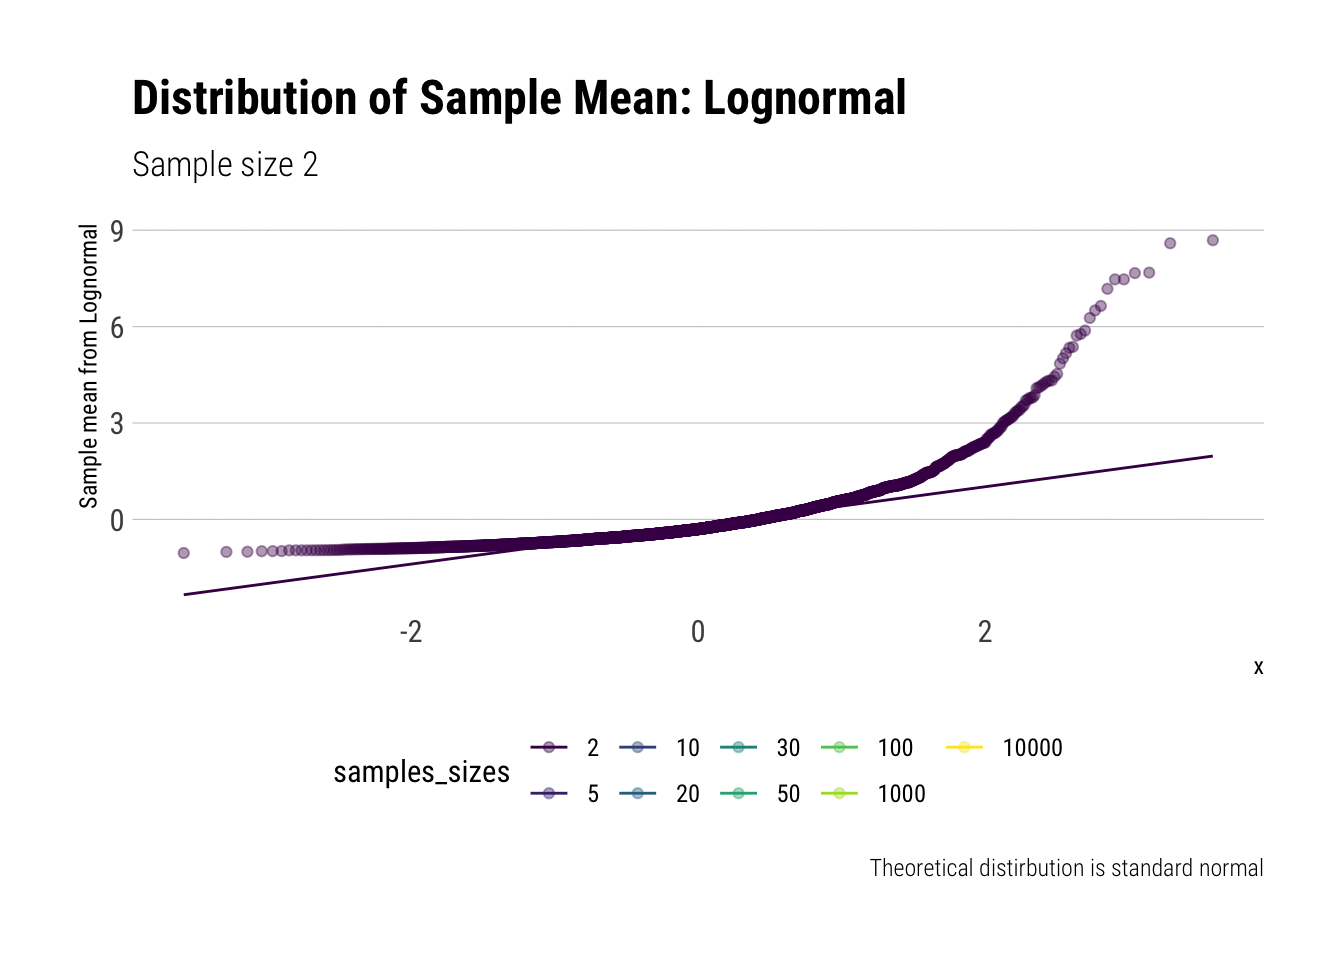 Distribution of Sample Mean: Lognormal
Sample size 2
Sample mean from Lognormal
9
6
3
0
-2 0 2
x
samples_sizes
2 10 30 100 10000
5 20 50 1000
Theoretical distirbution is standard normal